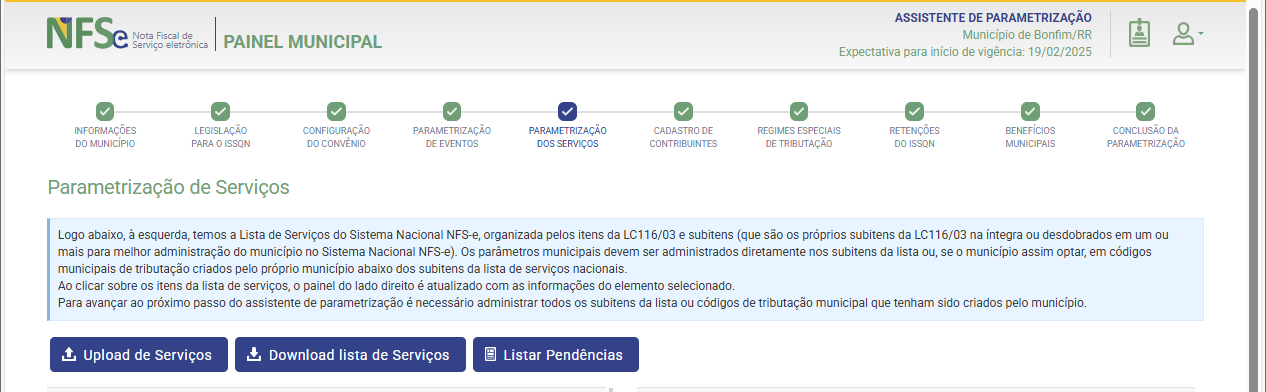 NFSe Nota Fiscal de
Serviço eletrônica
PAINEL MUNICIPAL
ASSISTENTE DE PARAMETRIZAÇÃO
Município de Bonfim/RR
Expectativa para início de vigência: 19/02/2025
INFORMAÇÕES
DO MUNICÍPIO
LEGISLAÇÃO
PARA O ISSQN
CONFIGURAÇÃO
DO CONVÊNIO
PARAMETRIZAÇÃO
DE EVENTOS
PARAMETRIZAÇÃO
DOS SERVIÇOS
CADASTRO DE
CONTRIBUINTES
REGIMES ESPECIAIS
DE TRIBUTAÇÃO
RETENÇÕES
DO ISSQN
BENEFÍCIOS
MUNICIPAIS
CONCLUSÃO DA
PARAMETRIZAÇÃO
Parametrização de Serviços
Logo abaixo, à esquerda, temos a Lista de Serviços do Sistema Nacional NFS-e, organizada pelos itens da LC116/03 e subitens (que são os próprios subitens da LC116/03 na íntegra ou desdobrados em um ou
mais para melhor administração do município no Sistema Nacional NFS-e). Os parâmetros municipais devem ser administrados diretamente nos subitens da lista ou, se o município assim optar, em códigos
municipais de tributação criados pelo próprio município abaixo dos subitens da lista de serviços nacionais.
Ao clicar sobre os itens da lista de serviços, o painel do lado direito é atualizado com as informações do elemento selecionado.
Para avançar ao próximo passo do assistente de parametrização é necessário administrar todos os subitens da lista ou códigos de tributação municipal que tenham sido criados pelo município.
Upload de Serviços
Download lista de Serviços
Listar Pendências